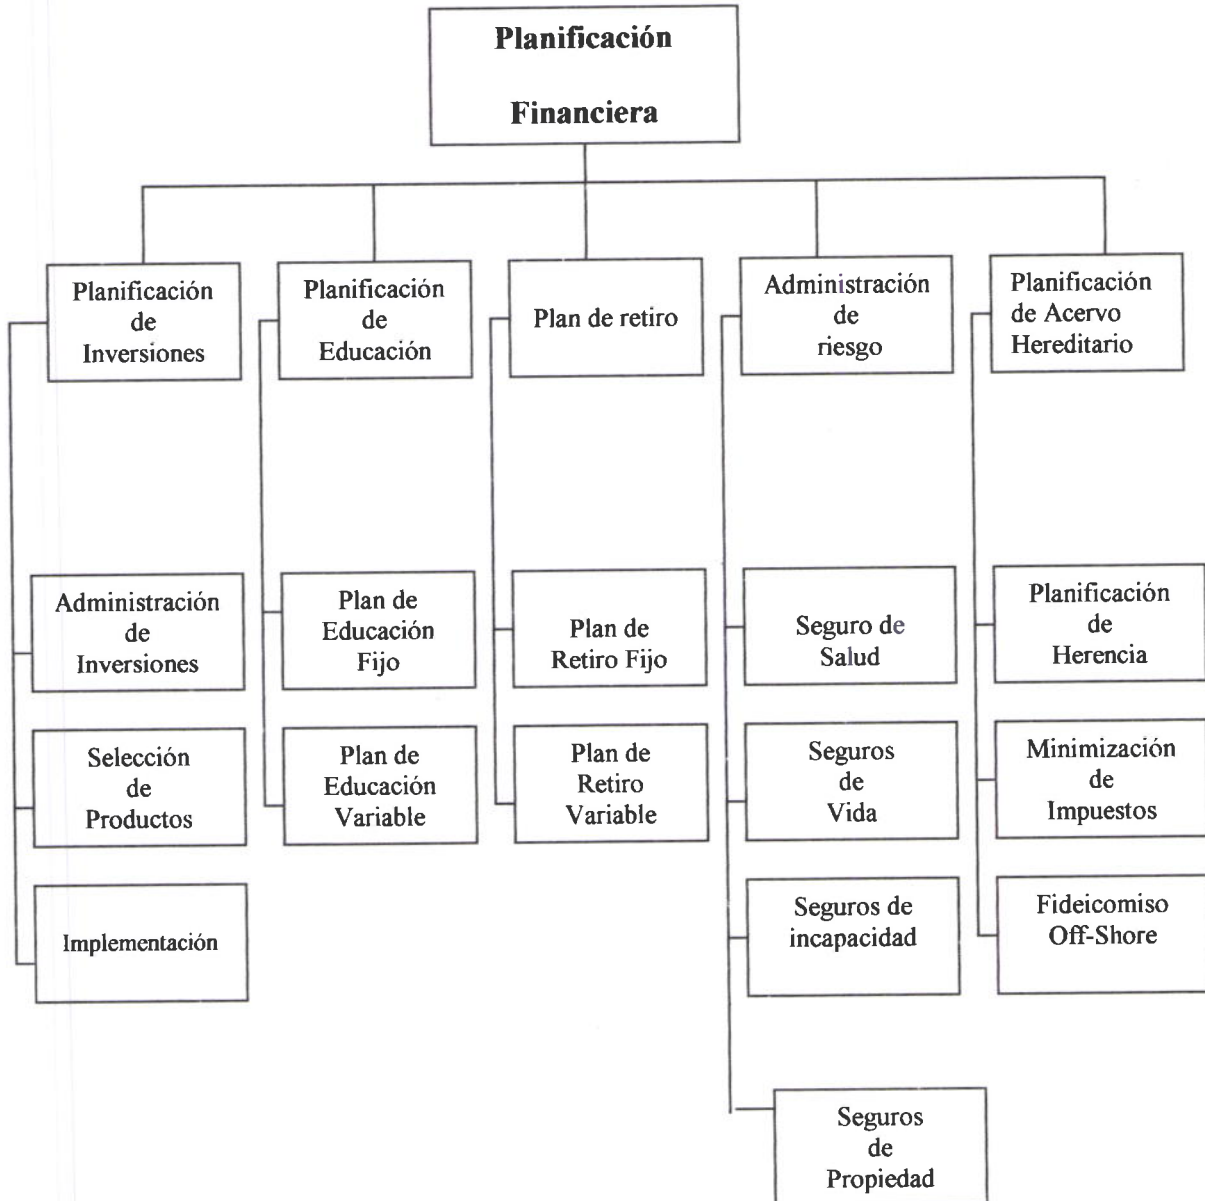 Planificación
Financiera
Planificación
de
Inversiones
Planificación
de
Educación
Plan de retiro
Administración
de
riesgo
Planificación
de Acervo
Hereditario
Administración
de
Inversiones
Plan de
Educación
Fijo
Plan de
Retiro Fijo
Seguro de
Salud
Planificación
de
Herencia
Selección
de
Productos
Plan de
Educación
Variable
Plan de
Retiro
Variable
Seguros
de
Vida
Minimización
de
Impuestos
Implementación
Seguros de
incapacidad
Fideicomiso
Off-Shore
Seguros
de
Propiedad